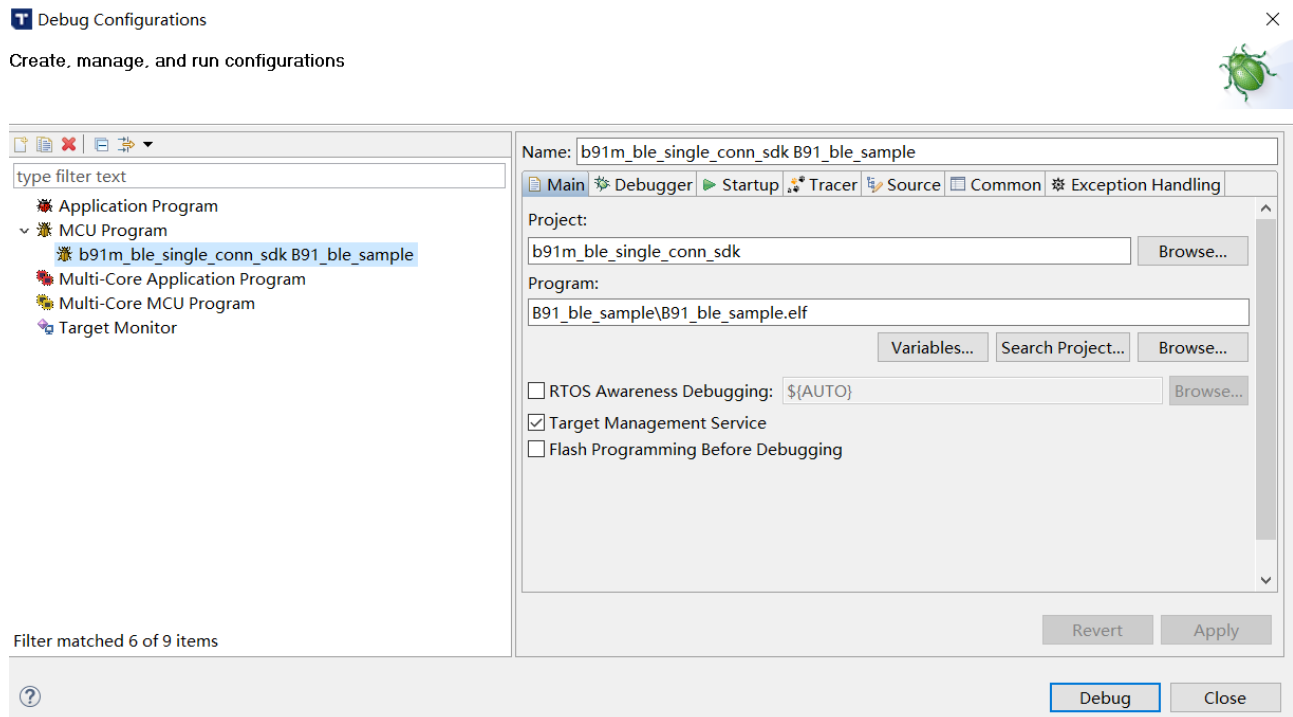 Debug Configurations
Create, manage, and run configurations
type filter text
Application Program
MCU Program
b91m_ble_single_conn_sdk B91_ble_sample
Multi-Core Application Program
Multi-Core MCU Program
Target Monitor
Filter matched 6 of 9 items
Name: b91m_ble_single_conn_sdk B91_ble_sample
Main Debugger Startup Tracer Source Common Exception Handling
Project:
b91m_ble_single_conn_sdk Browse...
Program:
B91_ble_sample\B91_ble_sample.elf
Variables... Search Project... Browse...
RTOS Awareness Debugging: ${AUTO} Browse...
Target Management Service
Flash Programming Before Debugging
Revert Apply
Debug Close